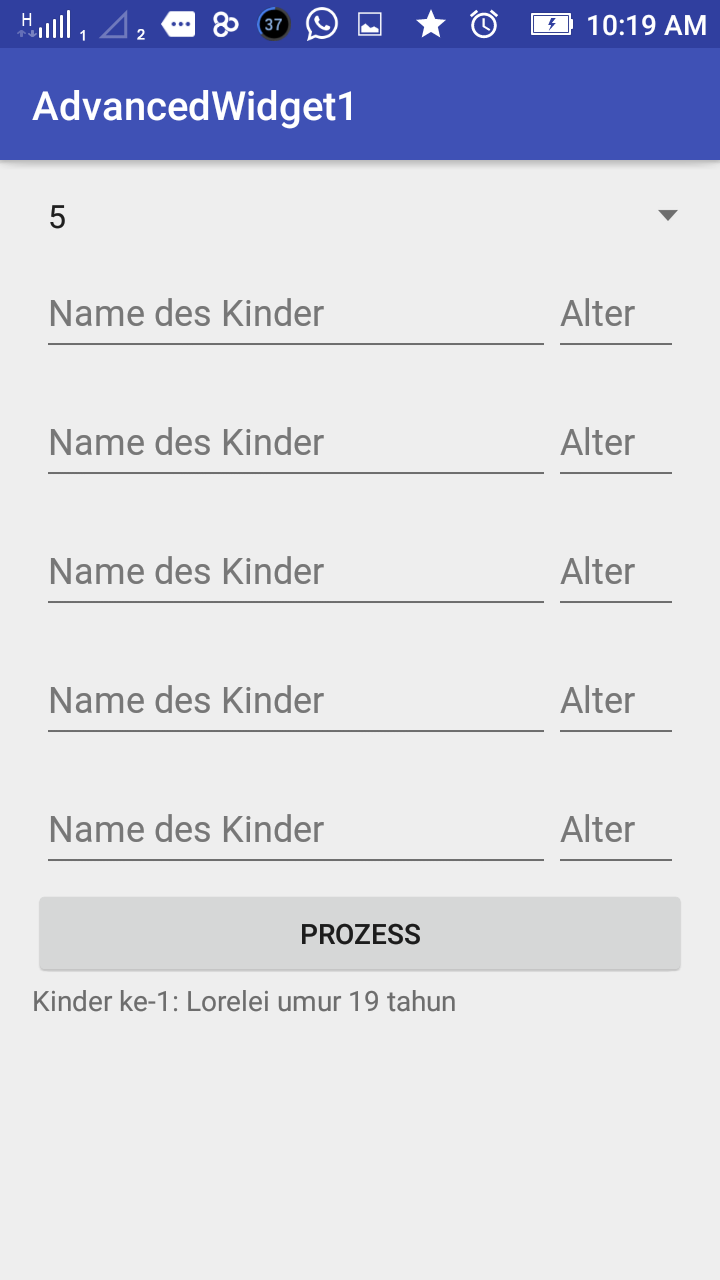 H 1 2 37 10:19 AM
AdvancedWidget1
5
Name des Kinder Alter
Name des Kinder Alter
Name des Kinder Alter
Name des Kinder Alter
Name des Kinder Alter
PROZESS
Kinder ke-1: Lorelei umur 19 tahun